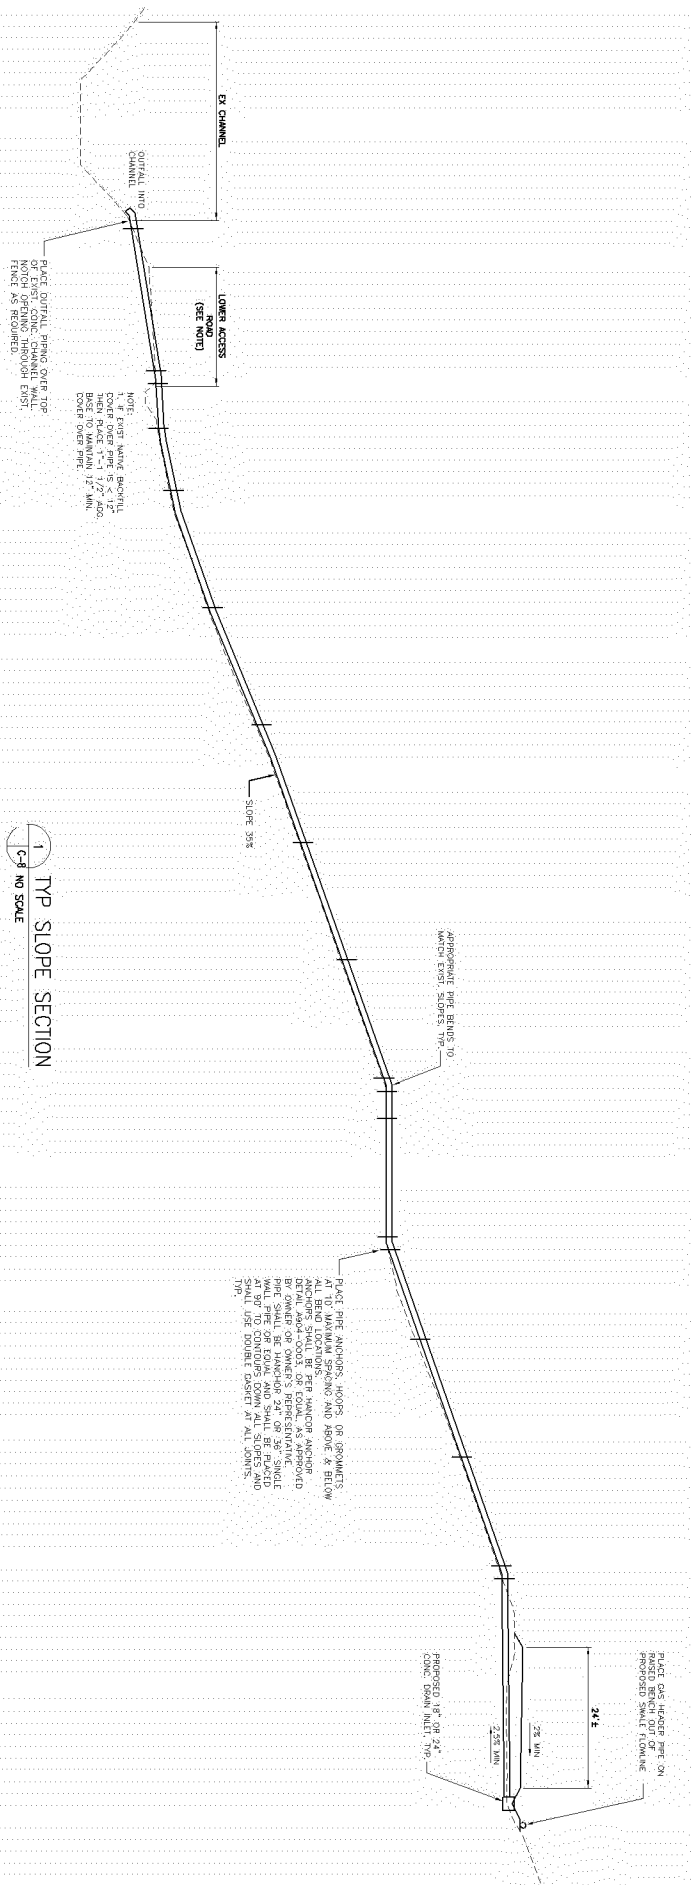 EX CHANNEL
OUTFALL INTO
CHANNEL
PLACE OUTFALL PIPING OVER TOP
OF EXIST. CONC. CHANNEL WALL.
NOTCH OPENING THROUGH EXIST.
FENCE AS REQUIRED.
LOWER ACCESS
ROAD
(SEE NOTE)
NOTE:
1. IF EXIST NATIVE BACKFILL
COVER OVER PIPE IS < 12"
THEN PLACE 1"-1 1/2" AGG.
BASE TO MAINTAIN 12" MIN.
COVER OVER PIPE.
SLOPE 35%
1
C-8
TYP SLOPE SECTION
NO SCALE
APPROPRIATE PIPE BENDS TO
MATCH EXIST. SLOPES, TYP.
PLACE PIPE ANCHORS, HOOPS, OR GROMMETS
AT 10' MAXIMUM SPACING AND ABOVE & BELOW
ALL BEND LOCATIONS.
ANCHORS SHALL BE PER HANCOR ANCHOR
DETAIL A904-0003, OR EQUAL, AS APPROVED
BY OWNER OR OWNER'S REPRESENTATIVE.
PIPE SHALL BE HANCHOR 24" OR 36" SINGLE
WALL PIPE OR EQUAL AND SHALL BE PLACED
AT 90° TO CONTOURS DOWN ALL SLOPES AND
SHALL USE DOUBLE GASKET AT ALL JOINTS,
TYP.
PLACE GAS HEADER PIPE ON
RAISED BENCH OUT OF
PROPOSED SWALE FLOWLINE
24'±
2% MIN
2.5% MIN
PROPOSED 18" OR 24"
CONC. DRAIN INLET, TYP.